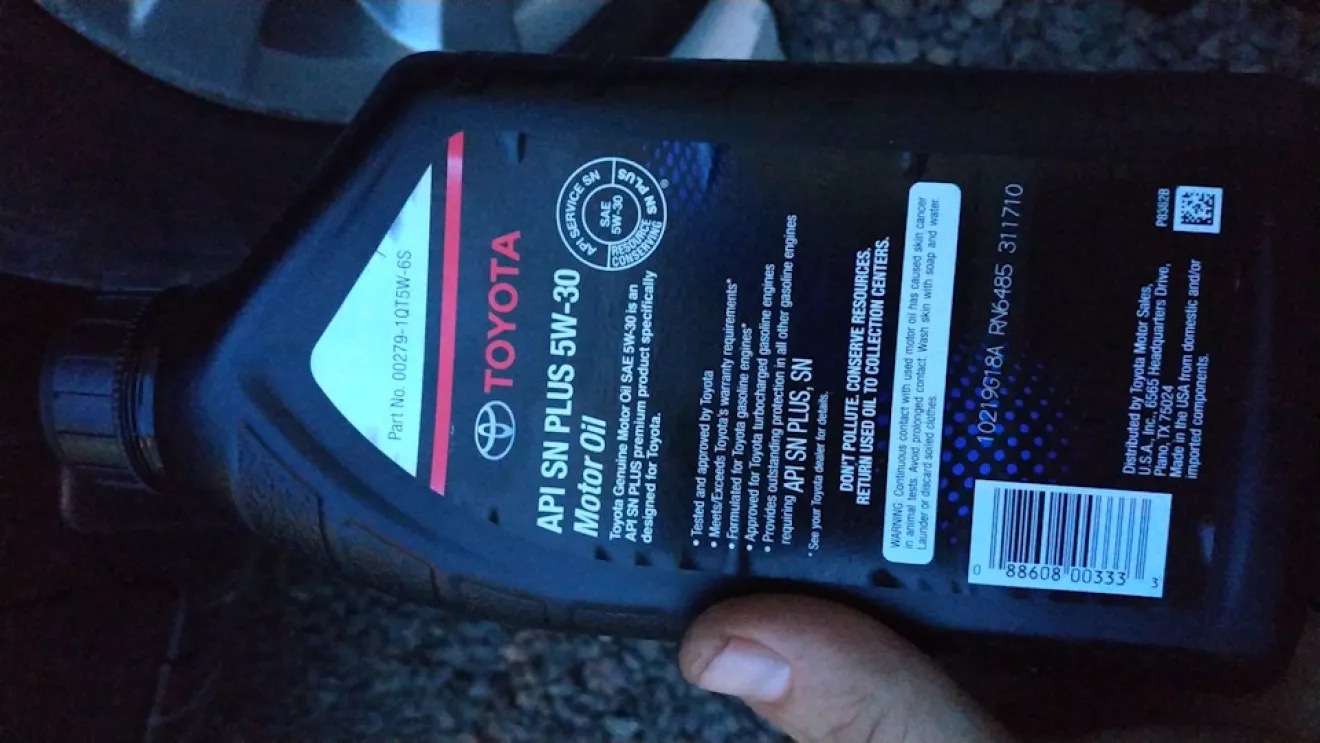 Part No. 00279-1QT5W-6S
TOYOTA
API SN PLUS 5W-30
Motor Oil
API SERVICE SN
SN PLUS
SAE
5W-30
RESOURCE
CONSERVING
®
Toyota Genuine Motor Oil SAE 5W-30 is an
API SN PLUS premium product specifically
designed for Toyota.
• Tested and approved by Toyota
• Meets/Exceeds Toyota's warranty requirements*
• Formulated for Toyota gasoline engines*
• Approved for Toyota turbocharged gasoline engines
• Provides outstanding protection in all other gasoline engines
requiring API SN PLUS, SN
* See your Toyota dealer for details.
DON'T POLLUTE. CONSERVE RESOURCES.
RETURN USED OIL TO COLLECTION CENTERS.
WARNING: Continuous contact with used motor oil has caused skin cancer
in animal tests. Avoid prolonged contact. Wash skin with soap and water.
Launder or discard soiled clothes.
10219G18A RN6485 311710
0 88608 00333 3
Distributed by Toyota Motor Sales,
U.S.A., Inc., 6565 Headquarters Drive,
Plano, TX 75024
Made in the USA from domestic and/or
imported components.
PB382B